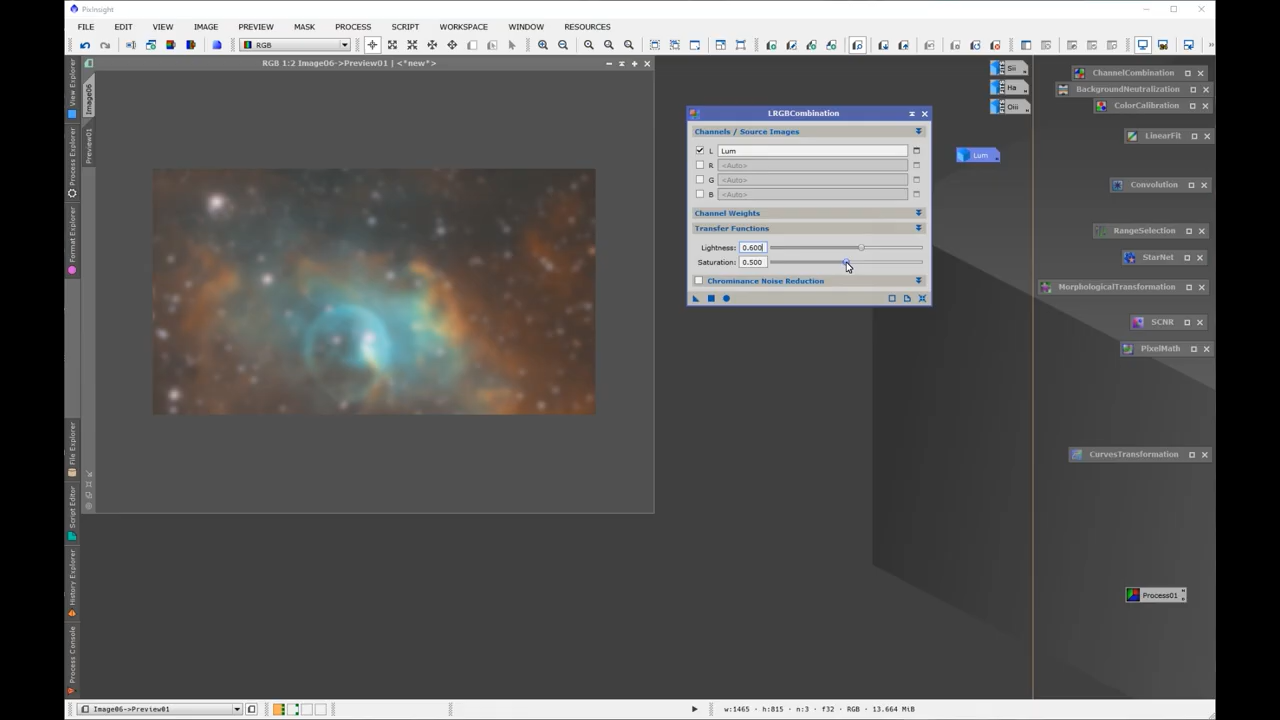 PixInsight
FILE EDIT VIEW IMAGE PREVIEW MASK PROCESS SCRIPT WORKSPACE WINDOW RESOURCES
RGB
RGB 1:2 Image06->Preview01 | <*new*>
View Explorer
Process Explorer
Format Explorer
File Explorer
Script Editor
History Explorer
Process Console
Image06
Preview01
LRGBCombination
Channels / Source Images
L Lum
R <Auto>
G <Auto>
B <Auto>
Channel Weights
Transfer Functions
Lightness: 0.600
Saturation: 0.500
Chrominance Noise Reduction
Sii
Ha
Oiii
Lum
ChannelCombination
BackgroundNeutralization
ColorCalibration
LinearFit
Convolution
RangeSelection
StarNet
MorphologicalTransformation
SCNR
PixelMath
CurvesTransformation
Process01
Image06->Preview01
w:1465 · h:815 · n:3 · f32 · RGB · 13.664 MiB